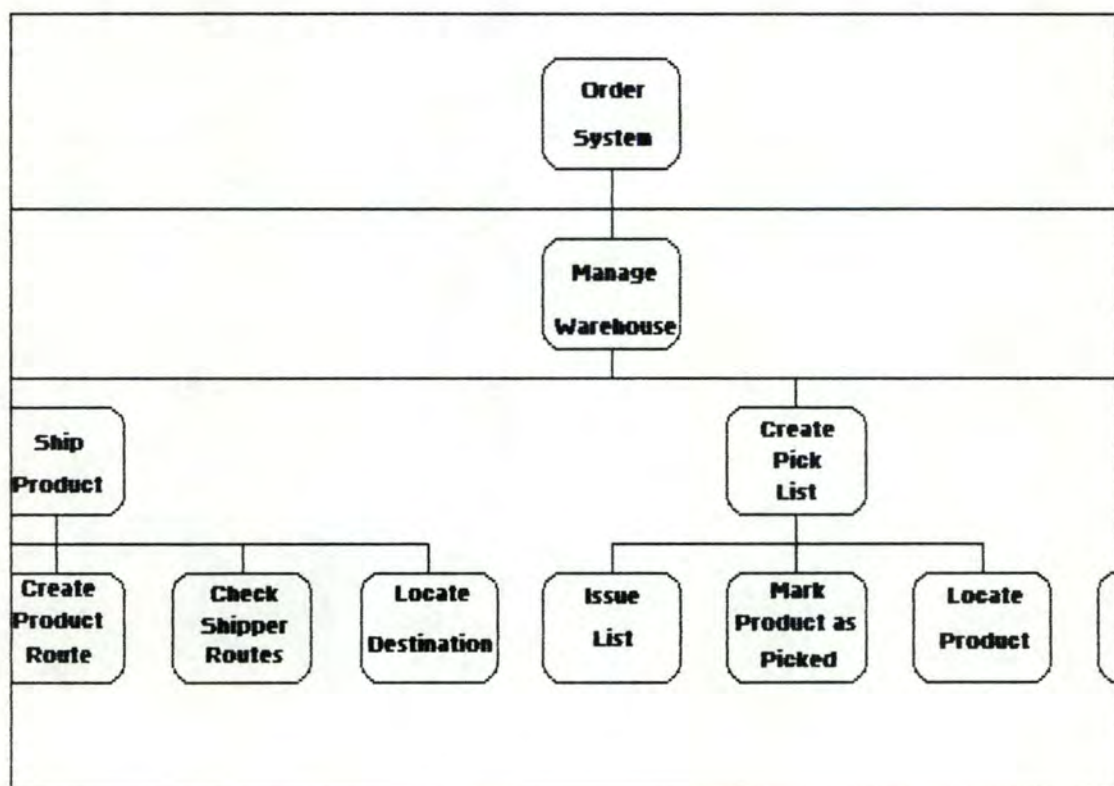 Order
System
Manage
Warehouse
Ship
Product
Create
Pick
List
Create
Product
Route
Check
Shipper
Routes
Locate
Destination
Issue
List
Mark
Product as
Picked
Locate
Product